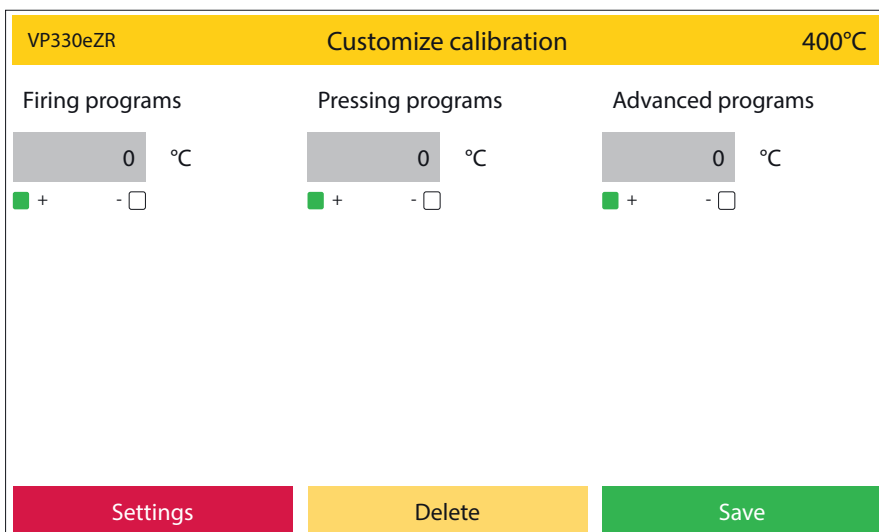 VP330eZR Customize calibration 400°C
Firing programs Pressing programs Advanced programs
0 °C 0 °C 0 °C
+ - + - + -
Settings Delete Save